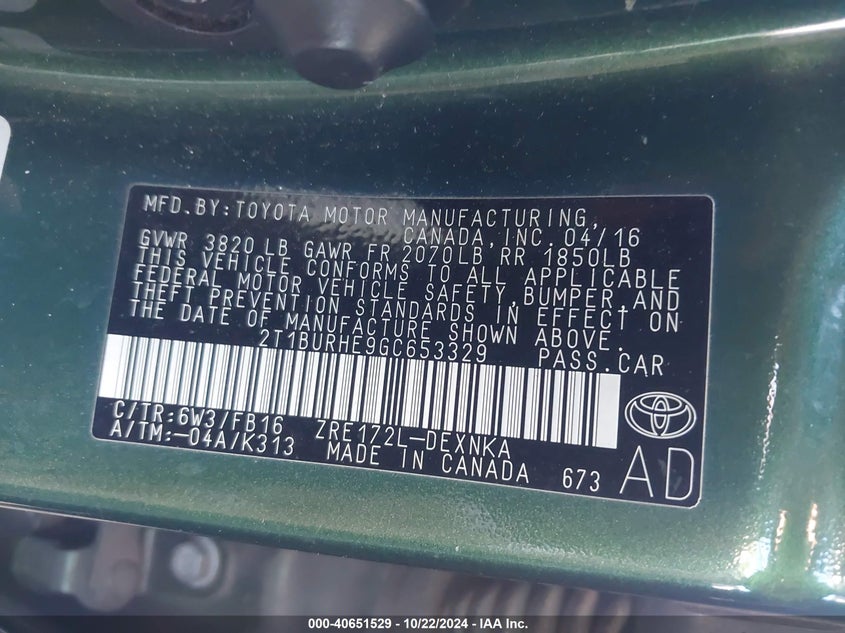 MFD.BY:TOYOTA MOTOR MANUFACTURING,
CANADA,INC. 04/16
GVWR 3820 LB GAWR FR 2070LB RR 1850LB
THIS VEHICLE CONFORMS TO ALL APPLICABLE
FEDERAL MOTOR VEHICLE SAFETY,BUMPER,AND
THEFT PREVENTION STANDARDS IN EFFECT ON
THE DATE OF MANUFACTURE SHOWN ABOVE.
2T1BURHE9GC653329 PASS.CAR
C/TR:6W3/FB16 ZRE172L-DEXNKA
A/TM:-04A/K313 MADE IN CANADA 673
AD
000-40651529 - 10/22/2024 - IAA Inc.